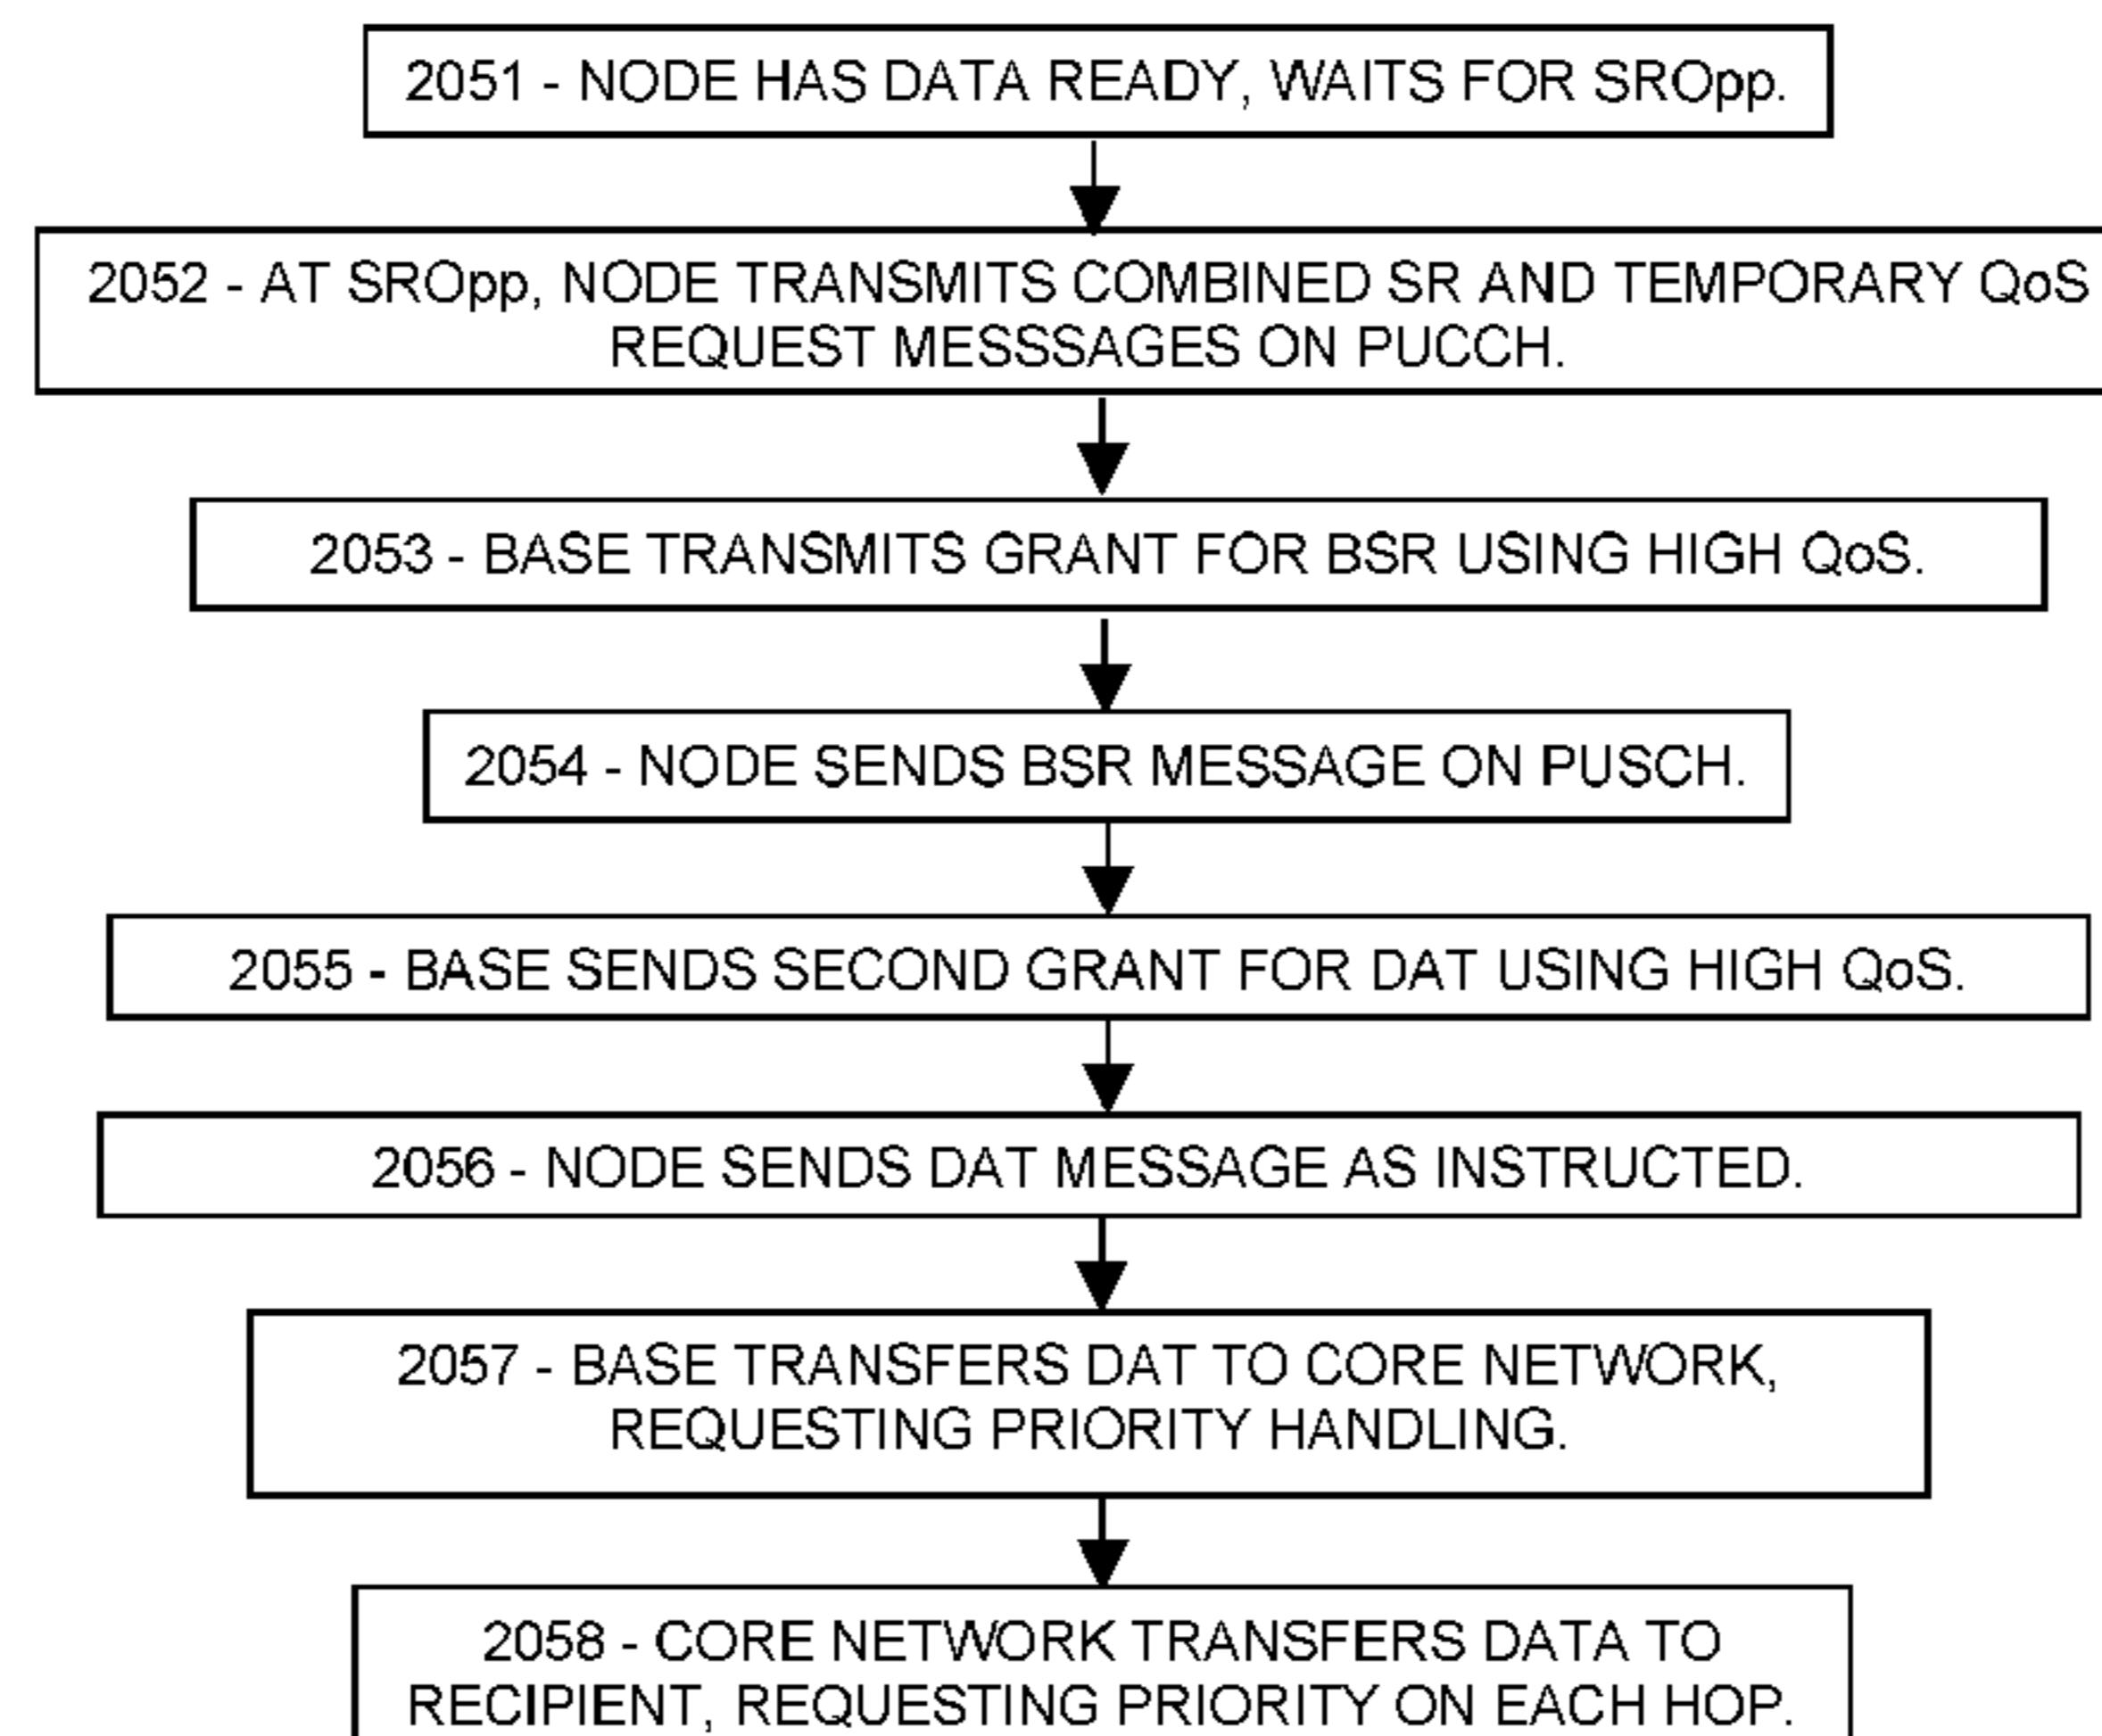 2051 - NODE HAS DATA READY, WAITS FOR SROpp.
2052 - AT SROpp, NODE TRANSMITS COMBINED SR AND TEMPORARY QoS
REQUEST MESSSAGES ON PUCCH.
2053 - BASE TRANSMITS GRANT FOR BSR USING HIGH QoS.
2054 - NODE SENDS BSR MESSAGE ON PUSCH.
2055 - BASE SENDS SECOND GRANT FOR DAT USING HIGH QoS.
2056 - NODE SENDS DAT MESSAGE AS INSTRUCTED.
2057 - BASE TRANSFERS DAT TO CORE NETWORK,
REQUESTING PRIORITY HANDLING.
2058 - CORE NETWORK TRANSFERS DATA TO
RECIPIENT, REQUESTING PRIORITY ON EACH HOP.